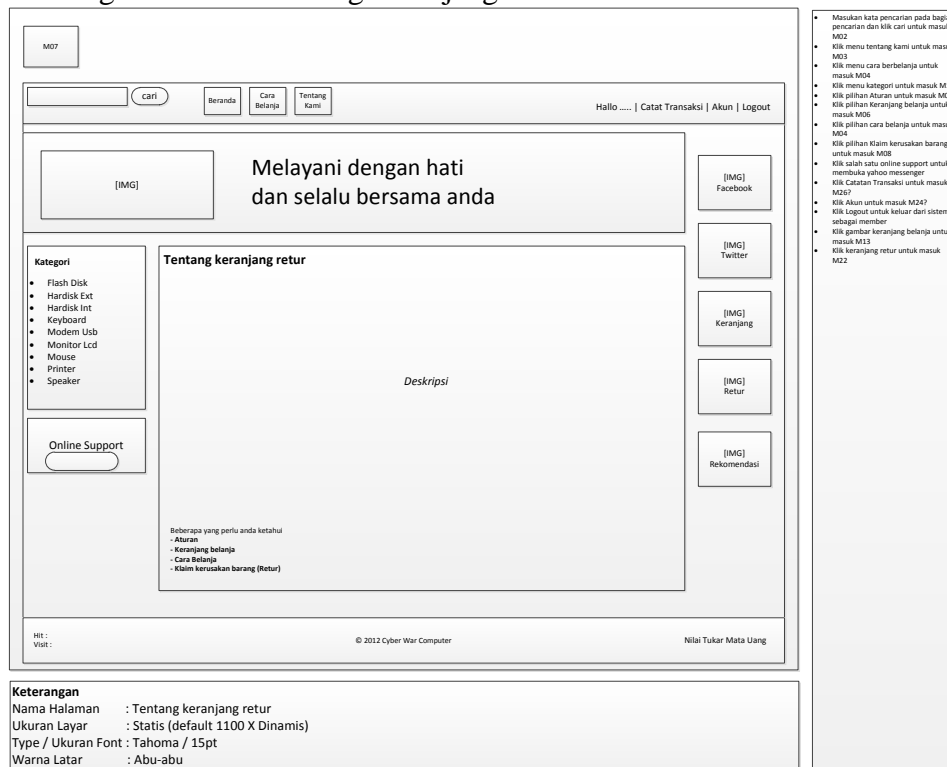 M07
cari
Beranda
Cara
Belanja
Tentang
Kami
Hallo ..... | Catat Transaksi | Akun | Logout
[IMG]
Melayani dengan hati
dan selalu bersama anda
[IMG]
Facebook
[IMG]
Twitter
[IMG]
Keranjang
[IMG]
Retur
[IMG]
Rekomendasi
Kategori
• Flash Disk
• Hardisk Ext
• Hardisk Int
• Keyboard
• Modem Usb
• Monitor Lcd
• Mouse
• Printer
• Speaker
Online Support
Tentang keranjang retur
Deskripsi
Beberapa yang perlu anda ketahui
- Aturan
- Keranjang belanja
- Cara Belanja
- Klaim kerusakan barang (Retur)
Hit :
Visit :
© 2012 Cyber War Computer
Nilai Tukar Mata Uang
Keterangan
Nama Halaman : Tentang keranjang retur
Ukuran Layar : Statis (default 1100 X Dinamis)
Type / Ukuran Font : Tahoma / 15pt
Warna Latar : Abu-abu
• Masukan kata pencarian pada
pencarian dan klik cari untuk
M02
• Klik menu tentang kami untuk
M03
• Klik menu cara berbelanja untuk
masuk M04
• Klik menu kategori untuk masuk
• Klik pilihan Aturan untuk masuk
• Klik pilihan Keranjang belanja
masuk M06
• Klik pilihan cara belanja untuk
M04
• Klik pilihan Klaim kerusakan barang
untuk masuk M08
• Klik salah satu online support
membuka yahoo messenger
• Klik Catatan Transaksi untuk masuk
M26?
• Klik Akun untuk masuk M24?
• Klik Logout untuk keluar dari sistem
sebagai member
• Klik gambar keranjang belanja
masuk M13
• Klik keranjang retur untuk masuk
M22